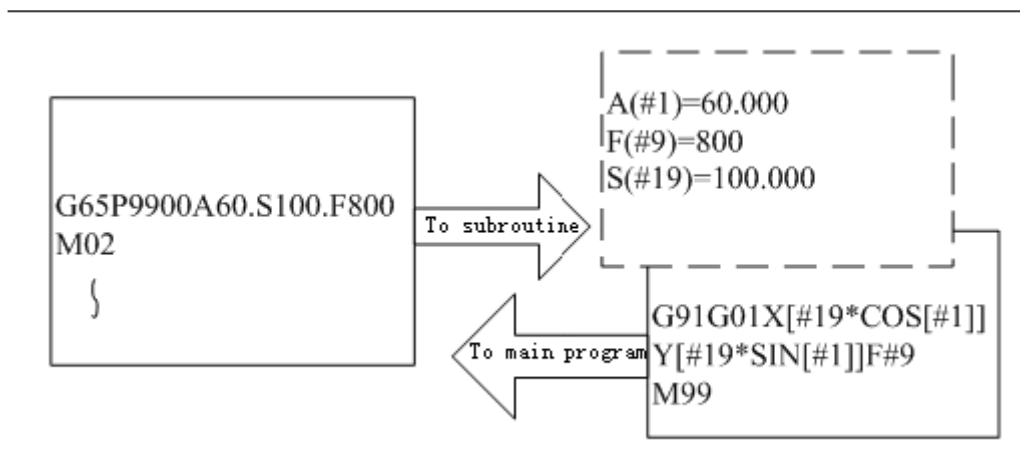 G65P9900A60.S100.F800
M02
To subroutine
A(#1)=60.000
F(#9)=800
S(#19)=100.000
G91G01X[#19*COS[#1]]
Y[#19*SIN[#1]]F#9
M99
To main program